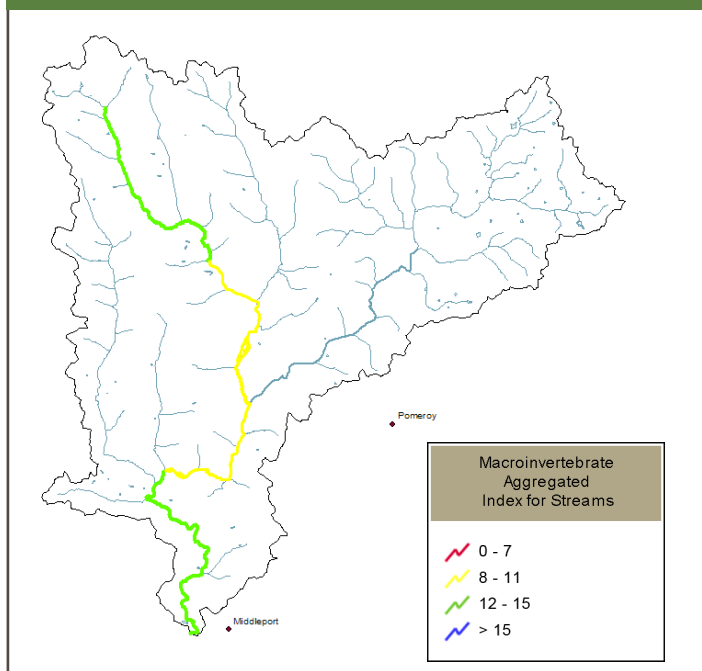 Pomeroy
Macroinvertebrate
Aggregated
Index for Streams
0 - 7
8 - 11
12 - 15
> 15
Middleport